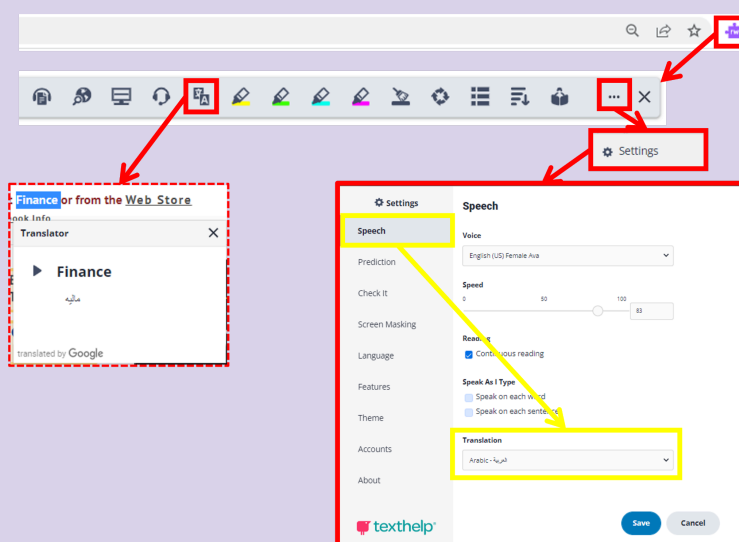 rw
Settings
Finance or from the Web Store
ook Info
Translator
Finance
مالية
translated by Google
Settings
Speech
Prediction
Check It
Screen Masking
Language
Features
Theme
Accounts
About
texthelp
Speech
Voice
English (US) Female Ava
Speed
0 50 100
83
Reading
Continuous reading
Speak As I Type
Speak on each word
Speak on each sentence
Translation
Arabic - العربية
Save Cancel